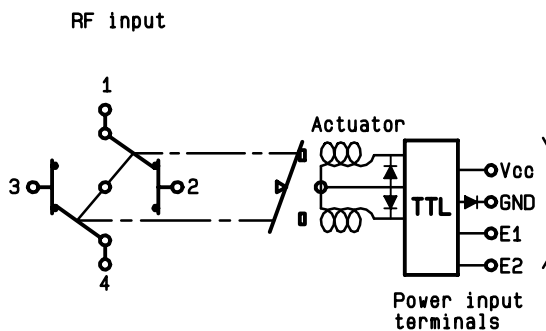 RF input
1
Actuator
3
2
4
TTL
Vcc
GND
E1
E2
Power input
terminals